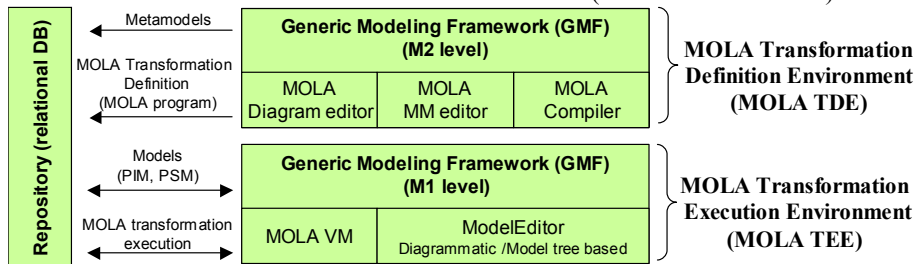 Repository (relational DB)
Metamodels
MOLA Transformation
Definition
(MOLA program)
Models
(PIM, PSM)
MOLA transformation
execution
Generic Modeling Framework (GMF)
(M2 level)
MOLA
Diagram editor
MOLA
MM editor
MOLA
Compiler
Generic Modeling Framework (GMF)
(M1 level)
MOLA VM
ModelEditor
Diagrammatic /Model tree based
MOLA Transformation
Definition Environment
(MOLA TDE)
MOLA Transformation
Execution Environment
(MOLA TEE)